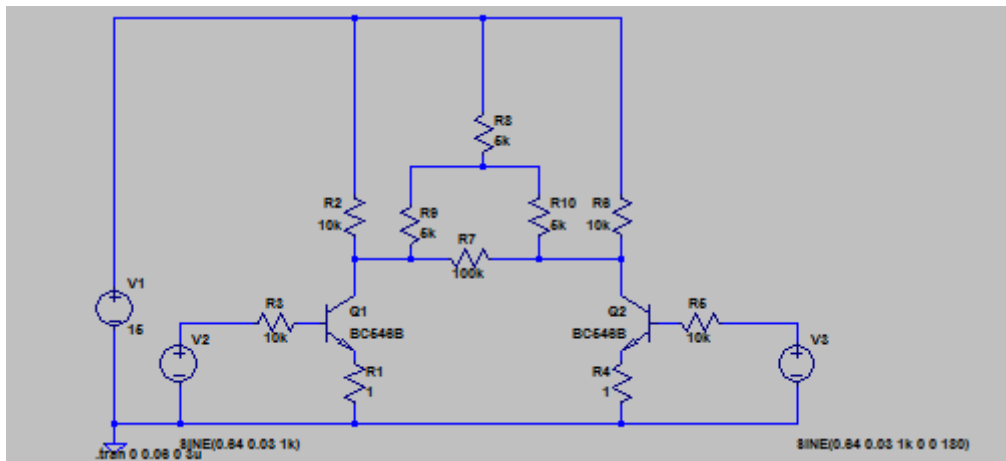 R8
5k
R2
10k
R9
5k
R10
5k
R6
10k
R7
100k
V1
15
V2
R3
10k
Q1
BC546B
Q2
BC546B
R5
10k
V3
R1
1
R4
1
SINE(0.64 0.03 1k)
.tran 0 0.06 0 3u
SINE(0.64 0.03 1k 0 0 180)